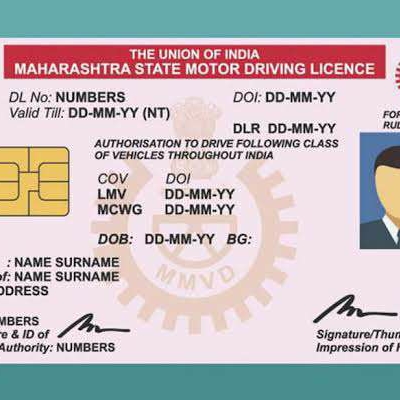 THE UNION OF INDIA
MAHARASHTRA STATE MOTOR DRIVING LICENCE
DL No: NUMBERS DOI: DD-MM-YY
Valid Till: DD-MM-YY (NT)
DLR DD-MM-YY
FOR
RUL
AUTHORISATION TO DRIVE FOLLOWING CLASS
OF VEHICLES THROUGHOUT INDIA
COV DOI
LMV DD-MM-YY
MCWG DD-MM-YY
DOB: DD-MM-YY BG:
MMVD
: NAME SURNAME
of: NAME SURNAME
ADDRESS
MBERS
re & ID of
Authority: NUMBERS
Signature/Thum
Impression of H